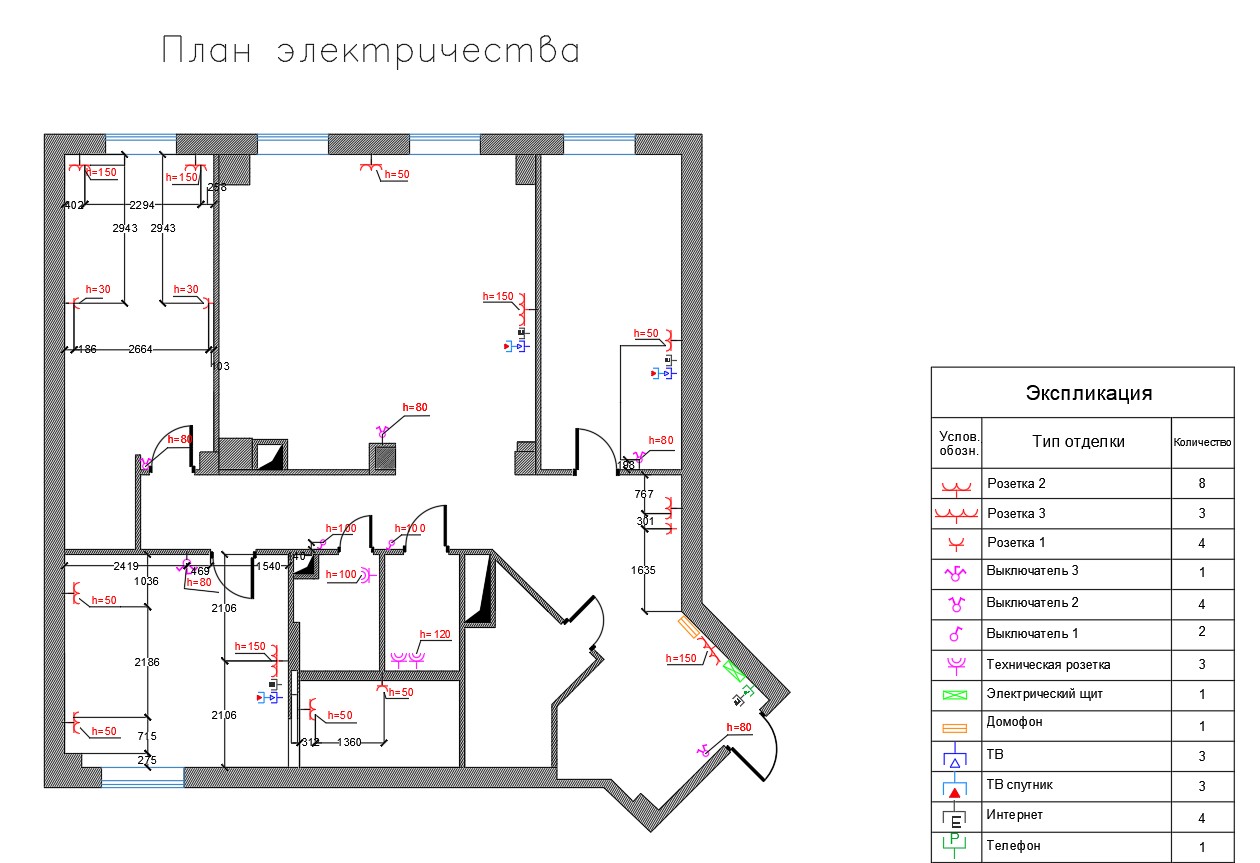 План электричества
h=150
h=150
h=50
258
402
2294
2943
2943
h=30
h=30
h=150
186
2664
103
h=50
h=80
h=80
h=80
198
767
301
1635
h=100
h=100
40
2419
469
1540
1036
h=80
h=50
2106
h=100
2186
h=120
h=150
h=150
h=50
2106
h=50
h=50
715
275
312
1360
h=80
Экспликация
Услов.
обозн.
Тип отделки
Количество
Розетка 2 8
Розетка 3 3
Розетка 1 4
Выключатель 3 1
Выключатель 2 4
Выключатель 1 2
Техническая розетка 3
Электрический щит 1
Домофон 1
ТВ 3
ТВ спутник 3
E Интернет 4
P Телефон 1